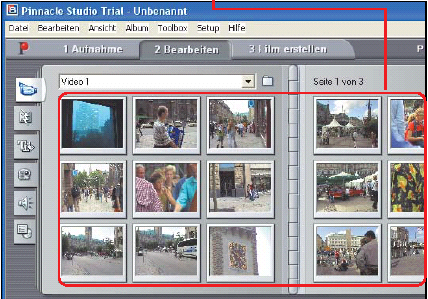 Pinnacle Studio Trial - Unbenannt
Datei Bearbeiten Ansicht Album Toolbox Setup Hilfe
1 Aufnahme 2 Bearbeiten 3 Film erstellen P
Video 1 Seite 1 von 3